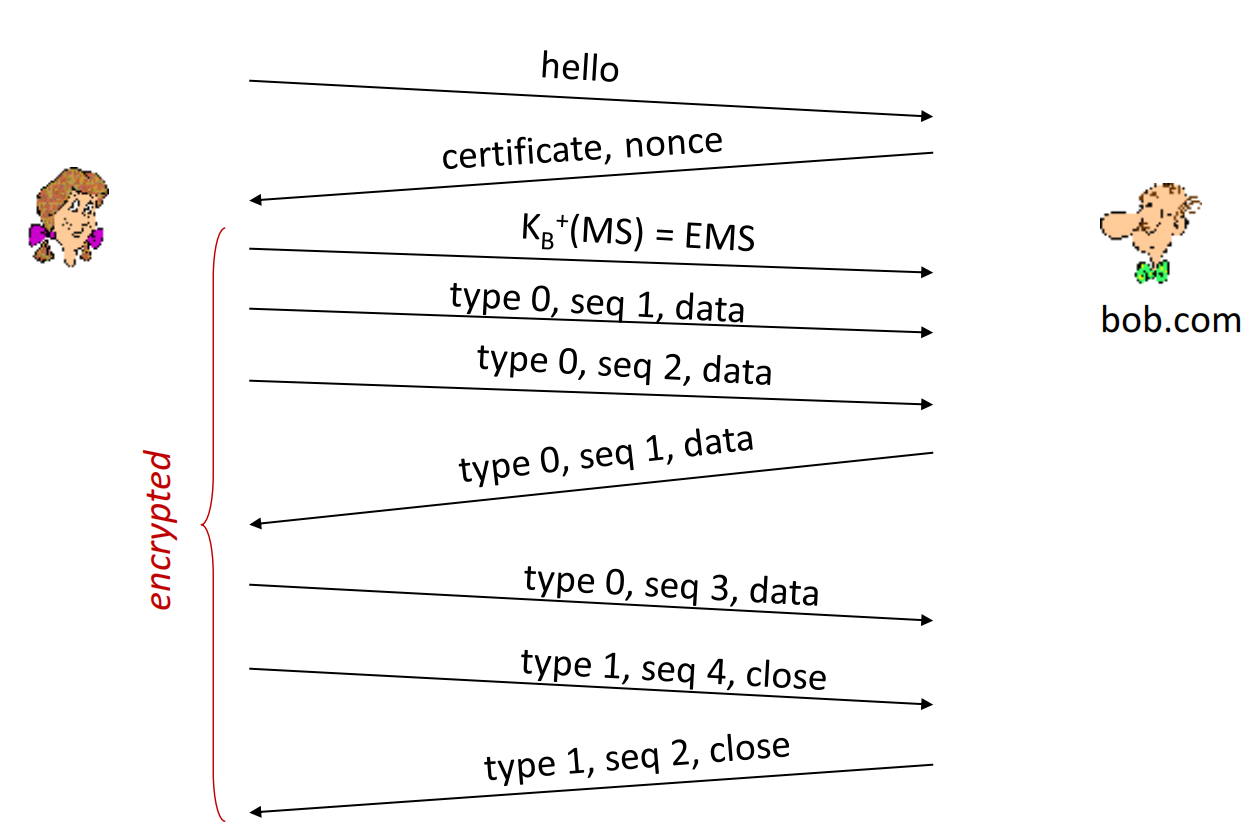 hello
certificate, nonce
K_B^+(MS) = EMS
type 0, seq 1, data
bob.com
type 0, seq 2, data
type 0, seq 1, data
encrypted
type 0, seq 3, data
type 1, seq 4, close
type 1, seq 2, close